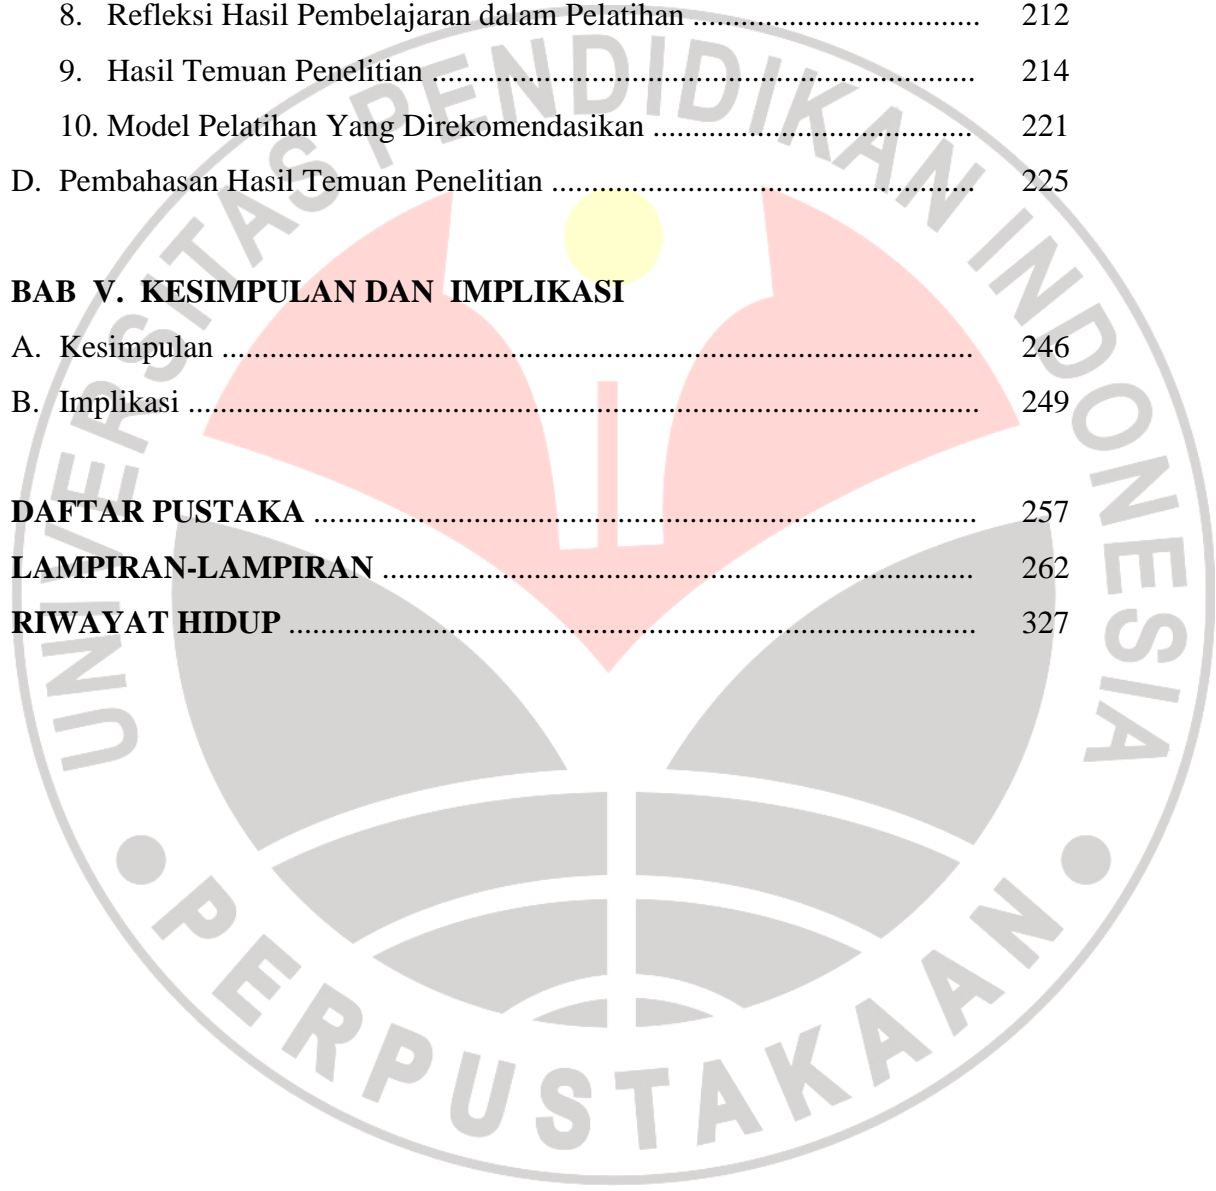 8. Refleksi Hasil Pembelajaran dalam Pelatihan .................................... 212
9. Hasil Temuan Penelitian ..................................................................... 214
10. Model Pelatihan Yang Direkomendasikan ........................................ 221
D. Pembahasan Hasil Temuan Penelitian ..................................................... 225
BAB V. KESIMPULAN DAN IMPLIKASI
A. Kesimpulan ............................................................................................... 246
B. Implikasi .................................................................................................... 249
DAFTAR PUSTAKA ................................................................................... 257
LAMPIRAN-LAMPIRAN .......................................................................... 262
RIWAYAT HIDUP ...................................................................................... 327
UNIVERSITAS PENDIDIKAN INDONESIA
PERPUSTAKAAN